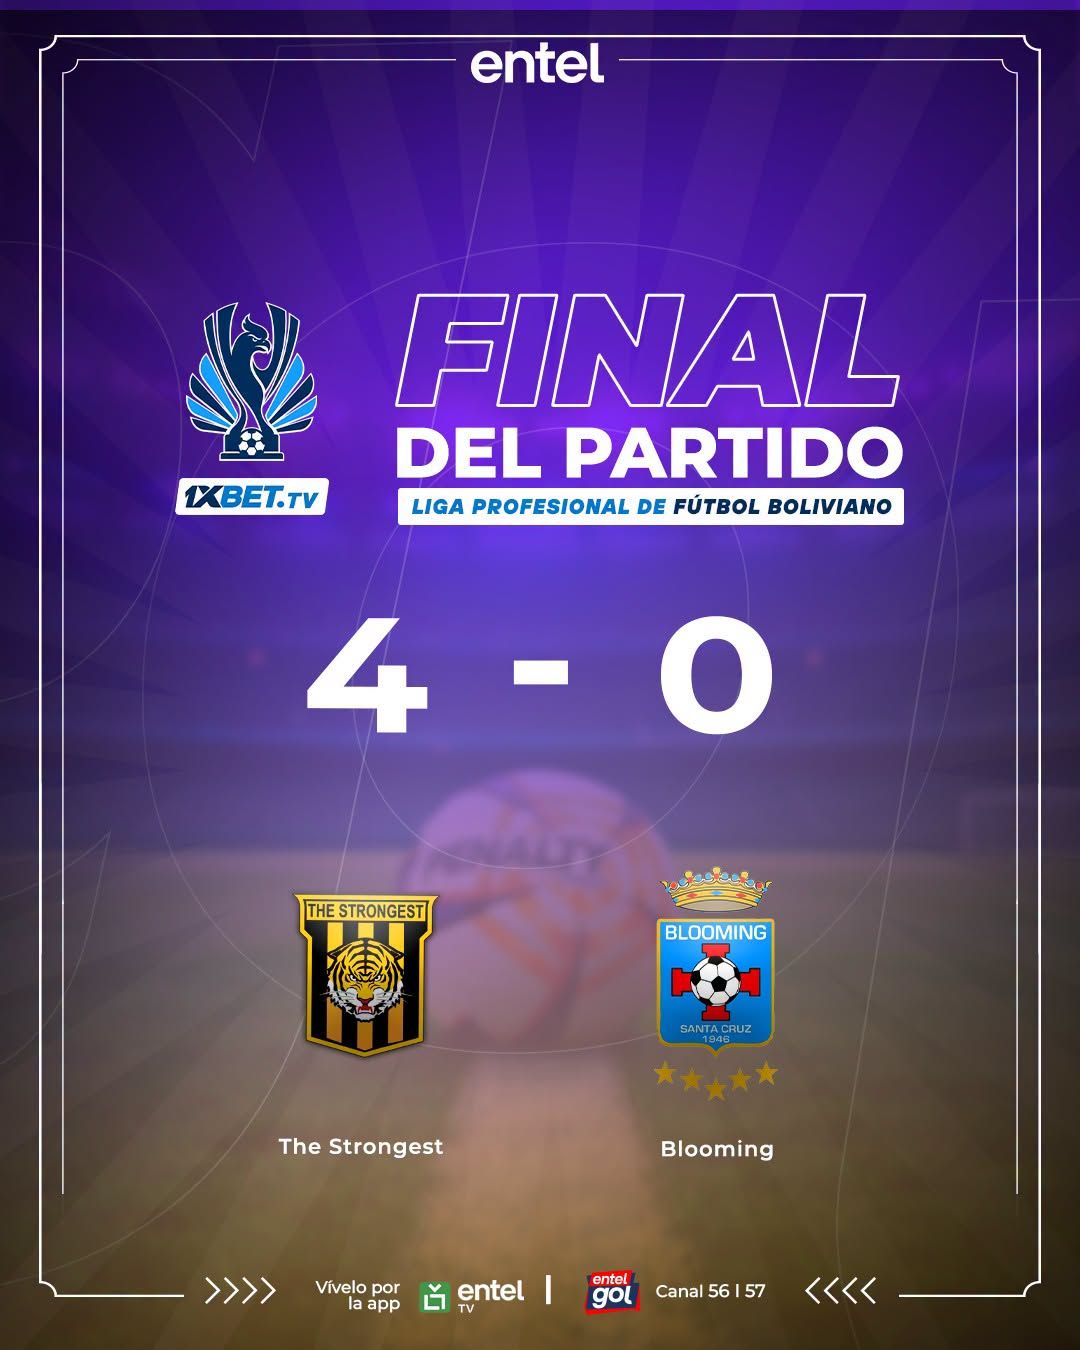 entel
FINAL
DEL PARTIDO
1XBET.TV
LIGA PROFESIONAL DE FÚTBOL BOLIVIANO
4 - 0
PENALTY
THE STRONGEST
BLOOMING
SANTA CRUZ
1946
The Strongest
Blooming
>>>> Vívelo por
la app
entel
TV
|
entel
gol
Canal 56 | 57 <<<<